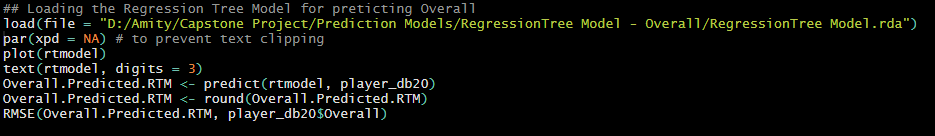 ## Loading the Regression Tree Model for preticting Overall
load(file = "D:/Amity/Capstone Project/Prediction Models/RegressionTree Model - Overall/RegressionTree Model.rda")
par(xpd = NA) # to prevent text clipping
plot(rtmodel)
text(rtmodel, digits = 3)
Overall.Predicted.RTM <- predict(rtmodel, player_db20)
Overall.Predicted.RTM <- round(Overall.Predicted.RTM)
RMSE(Overall.Predicted.RTM, player_db20$Overall)